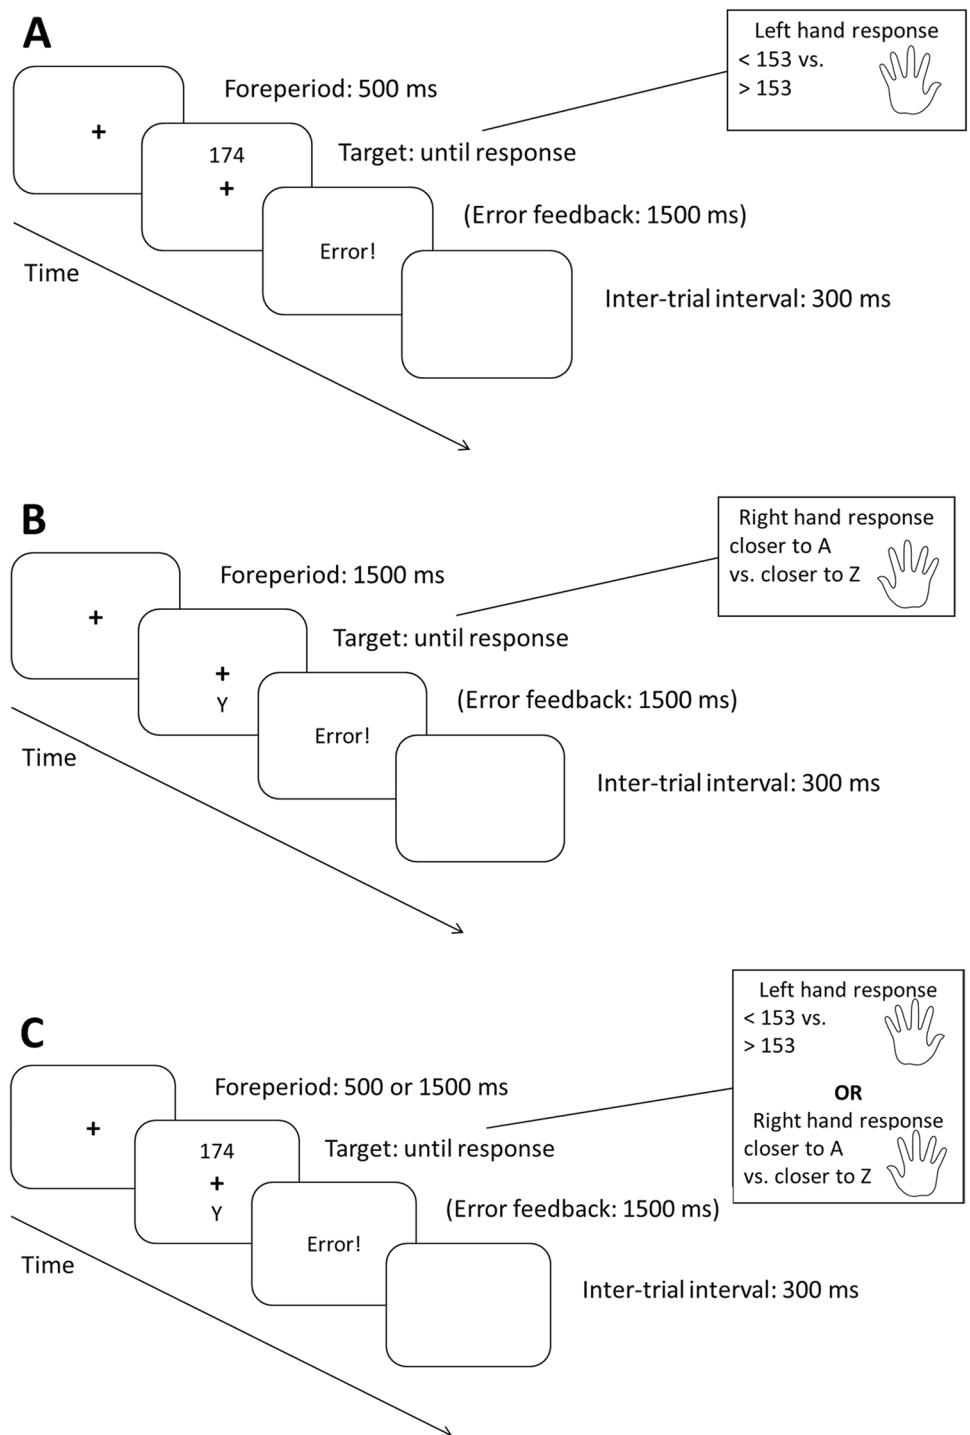 A
Left hand response
< 153 vs.
> 153
Foreperiod: 500 ms
+
174
+
Target: until response
(Error feedback: 1500 ms)
Error!
Time
Inter-trial interval: 300 ms
B
Right hand response
closer to A
vs. closer to Z
Foreperiod: 1500 ms
+
Target: until response
+
Y
(Error feedback: 1500 ms)
Error!
Time
Inter-trial interval: 300 ms
C
Left hand response
< 153 vs.
> 153
OR
Right hand response
closer to A
vs. closer to Z
Foreperiod: 500 or 1500 ms
+
174
+
Y
Target: until response
(Error feedback: 1500 ms)
Error!
Time
Inter-trial interval: 300 ms